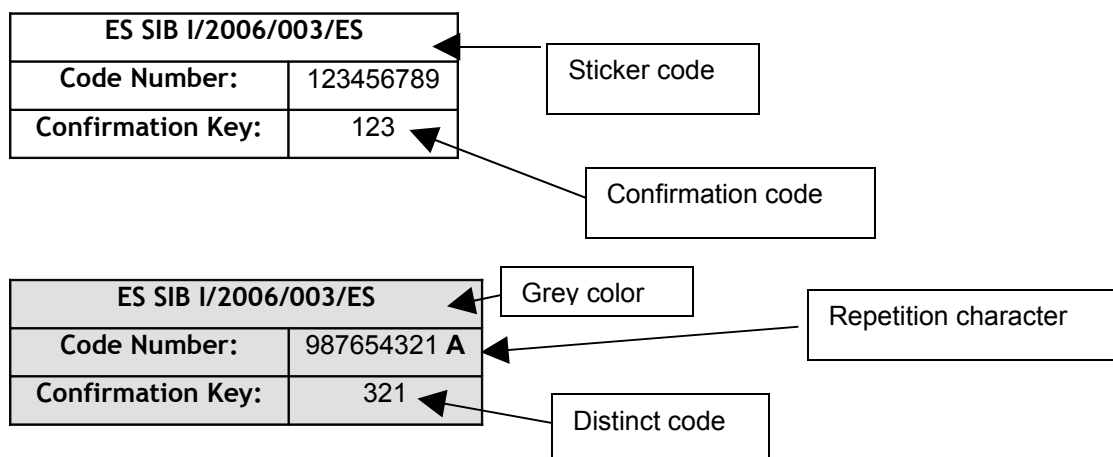 ES SIB I/2006/003/ES
Code Number: 123456789
Confirmation Key: 123
Sticker code
Confirmation code
ES SIB I/2006/003/ES
Code Number: 987654321 A
Confirmation Key: 321
Grey color
Repetition character
Distinct code